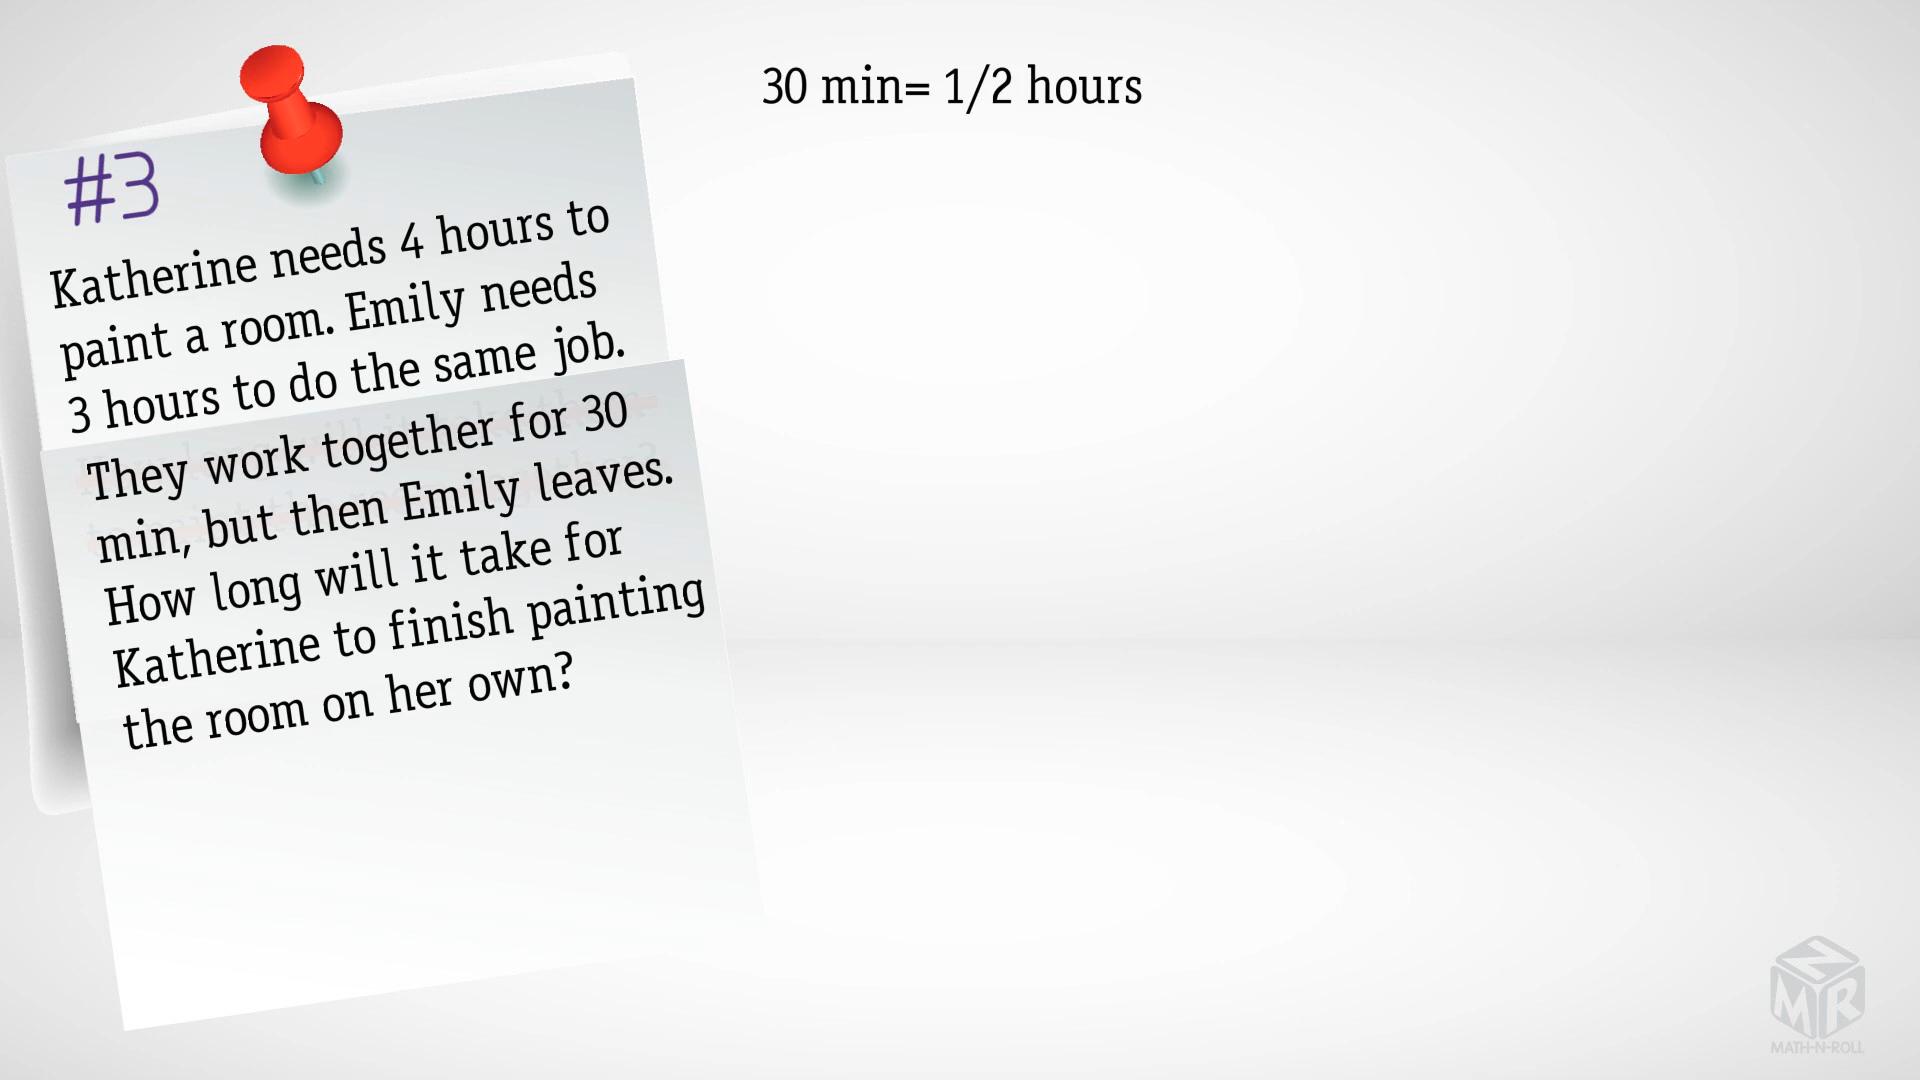 #3
Katherine needs 4 hours to
paint a room. Emily needs
3 hours to do the same job.
They work together for 30
min, but then Emily leaves.
How long will it take for
Katherine to finish painting
the room on her own?
30 min= 1/2 hours
MNR
MATH-N-ROLL